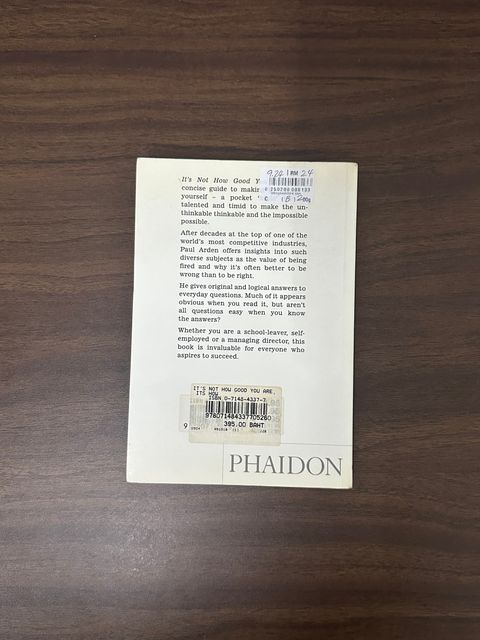 It's Not How Good Y
concise guide to makin
yourself – a pocket
talented and timid to make the un-
thinkable thinkable and the impossible
possible.
After decades at the top of one of the
world's most competitive industries,
Paul Arden offers insights into such
diverse subjects as the value of being
fired and why it's often better to be
wrong than to be right.
He gives original and logical answers to
everyday questions. Much of it appears
obvious when you read it, but aren't
all questions easy when you know
the answers?
Whether you are a school-leaver, self-
employed or a managing director, this
book is invaluable for everyone who
aspires to succeed.
IT'S NOT HOW GOOD YOU ARE,
ITS HOW
ISBN 0-7148-4337-7
978071484337705260
9
395.00 BAHT
PHAIDON